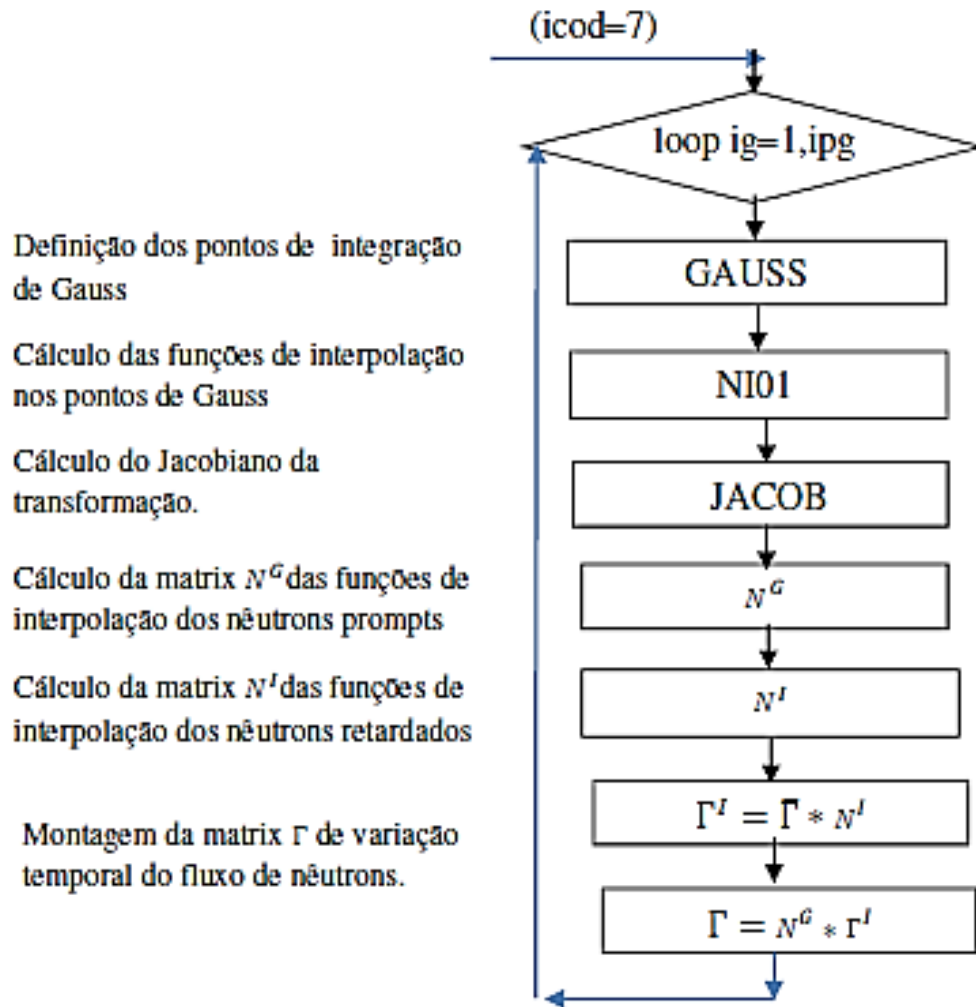 (icod=7)
loop ig=1,ipg
Definição dos pontos de integração
de Gauss
GAUSS
Cálculo das funções de interpolação
nos pontos de Gauss
NI01
Cálculo do Jacobiano da
transformação.
JACOB
Cálculo da matrix N^G das funções de
interpolação dos nêutrons prompts
N^G
Cálculo da matrix N^I das funções de
interpolação dos nêutrons retardados
N^I
Montagem da matrix Γ de variação
temporal do fluxo de nêutrons.
Γ^I = Γ̄ * N^I
Γ = N^G * Γ^I